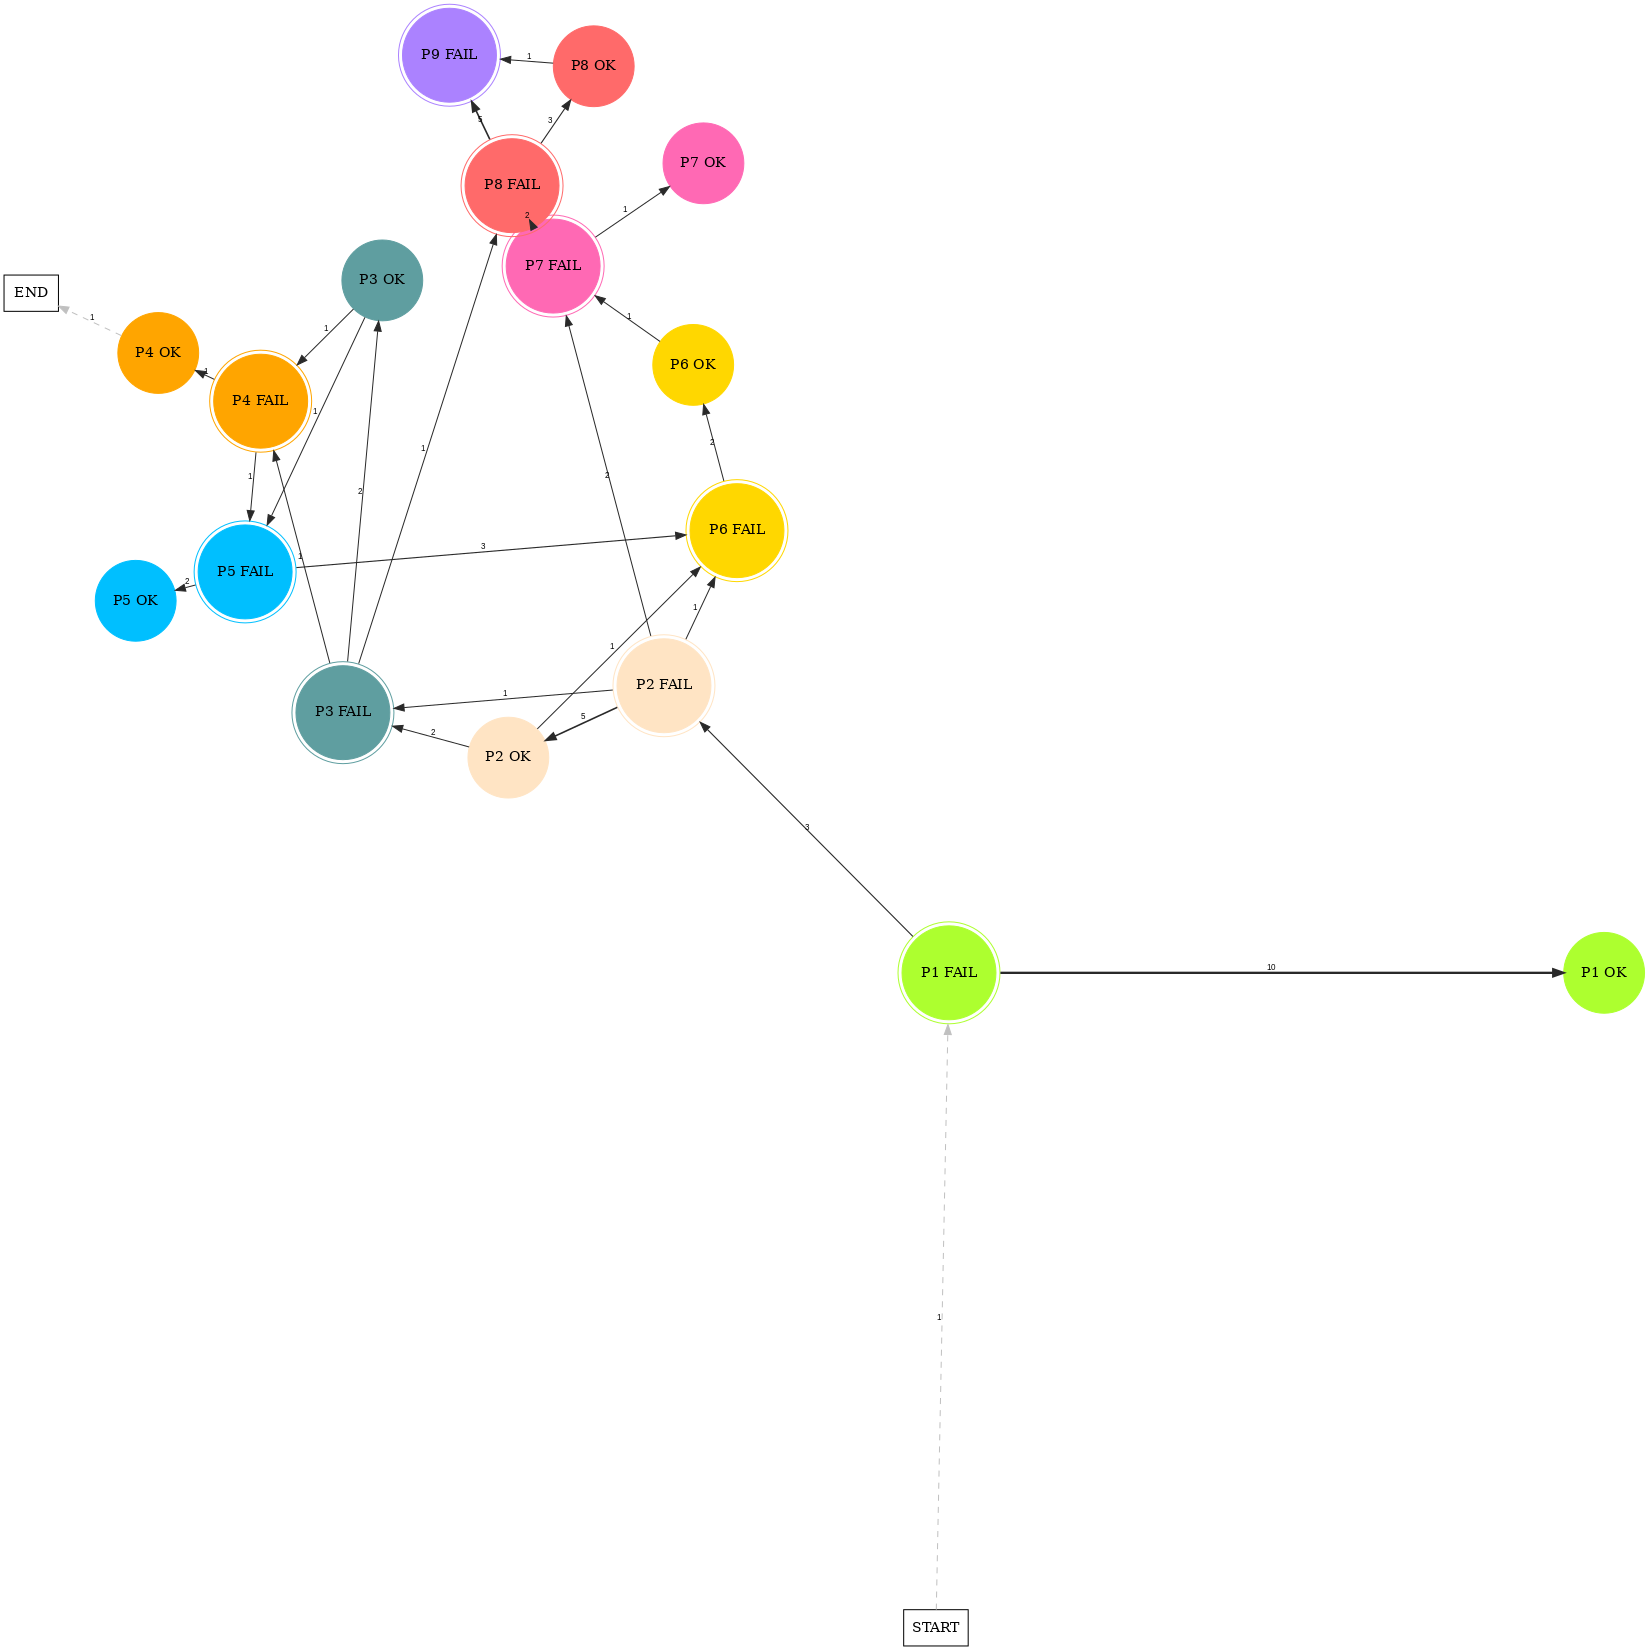 P9 FAIL
1
P8 OK
5
3
P7 OK
P8 FAIL
1
2
P7 FAIL
P3 OK
END
1
1
1
P4 OK
P6 OK
1
P4 FAIL
1
2
1
1
2
2
P6 FAIL
3
1
P5 FAIL
2
P5 OK
1
1
P2 FAIL
1
P3 FAIL
5
2
P2 OK
3
10
P1 FAIL
P1 OK
1
START